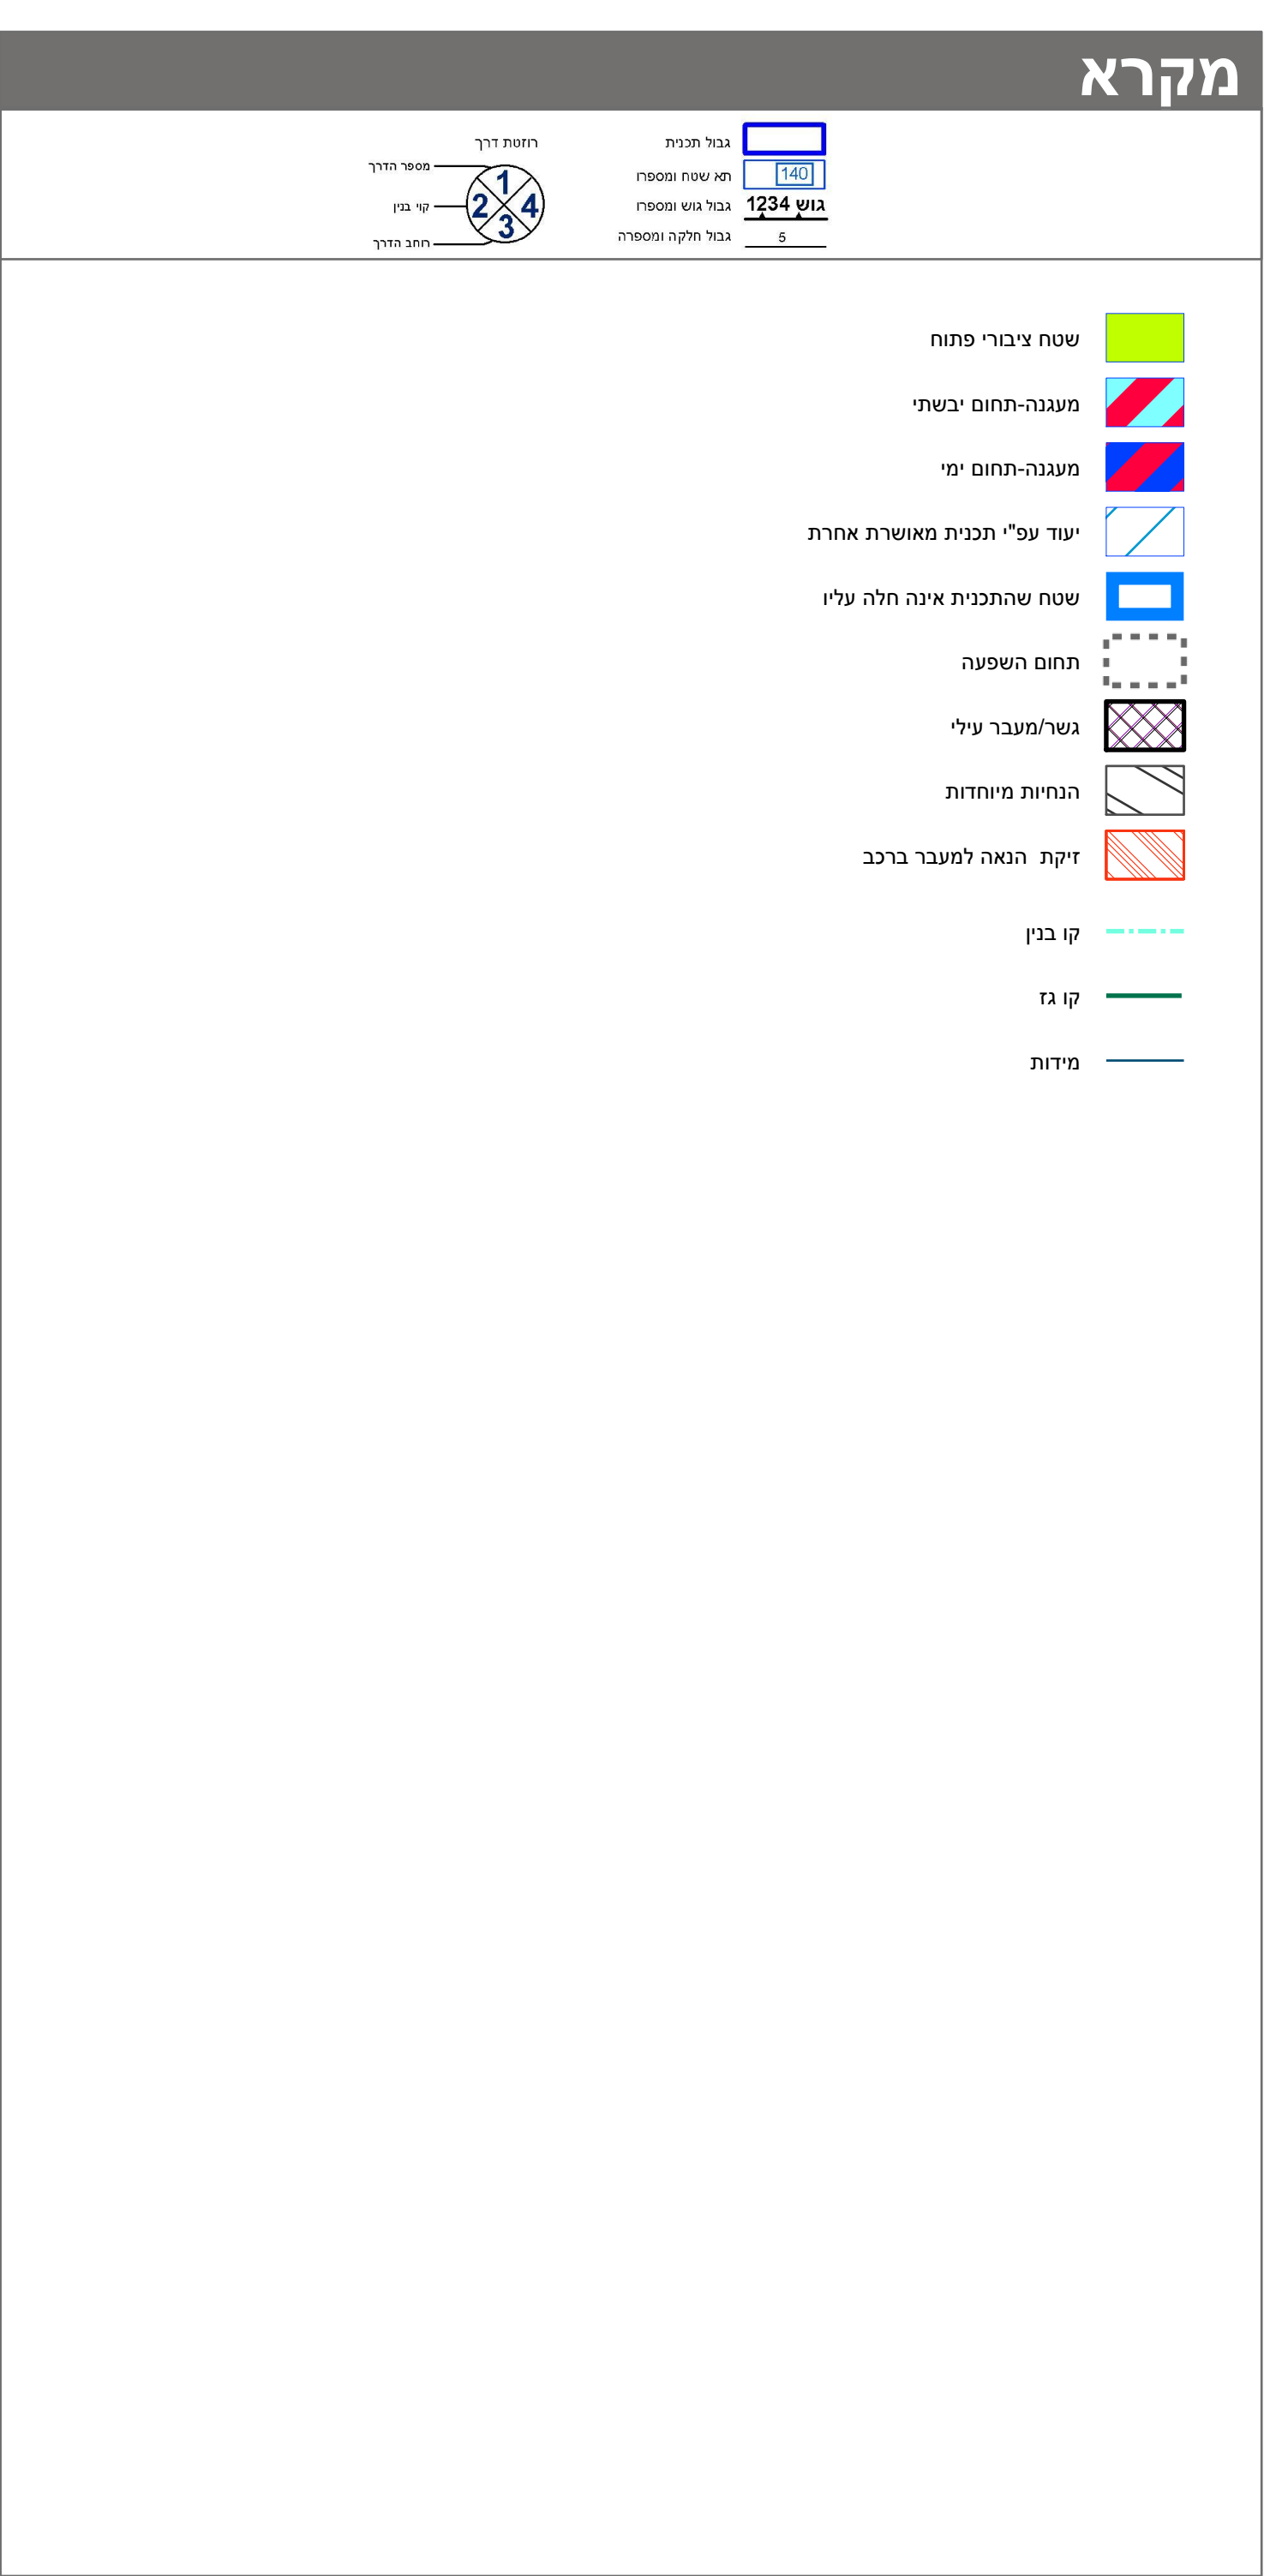 מקרא
גבול תכנית
תא שטח ומספרו
140
גבול גוש ומספרו
גוש 1234
גבול חלקה ומספרה
5
רוזטת דרך
מספר הדרך
קוי בנין
רוחב הדרך
1
2 4
3
שטח ציבורי פתוח
מעגנה-תחום יבשתי
מעגנה-תחום ימי
יעוד עפ"י תכנית מאושרת אחרת
שטח שהתכנית אינה חלה עליו
תחום השפעה
גשר/מעבר עילי
הנחיות מיוחדות
זיקת הנאה למעבר ברכב
קו בנין
קו גז
מידות